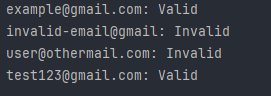 example@gmail.com: Valid
invalid-email@gmail: Invalid
user@othermail.com: Invalid
test123@gmail.com: Valid